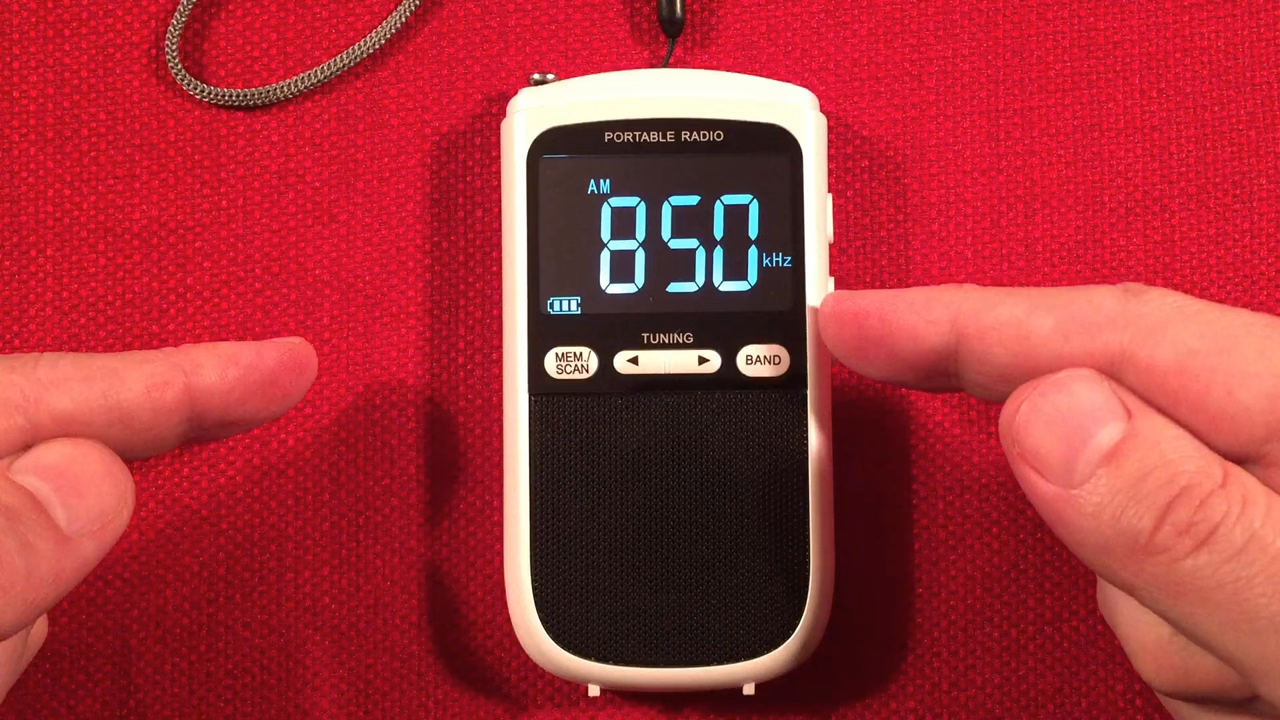 PORTABLE RADIO
AM
850
kHz
TUNING
MEM./
SCAN
◄ ►
BAND